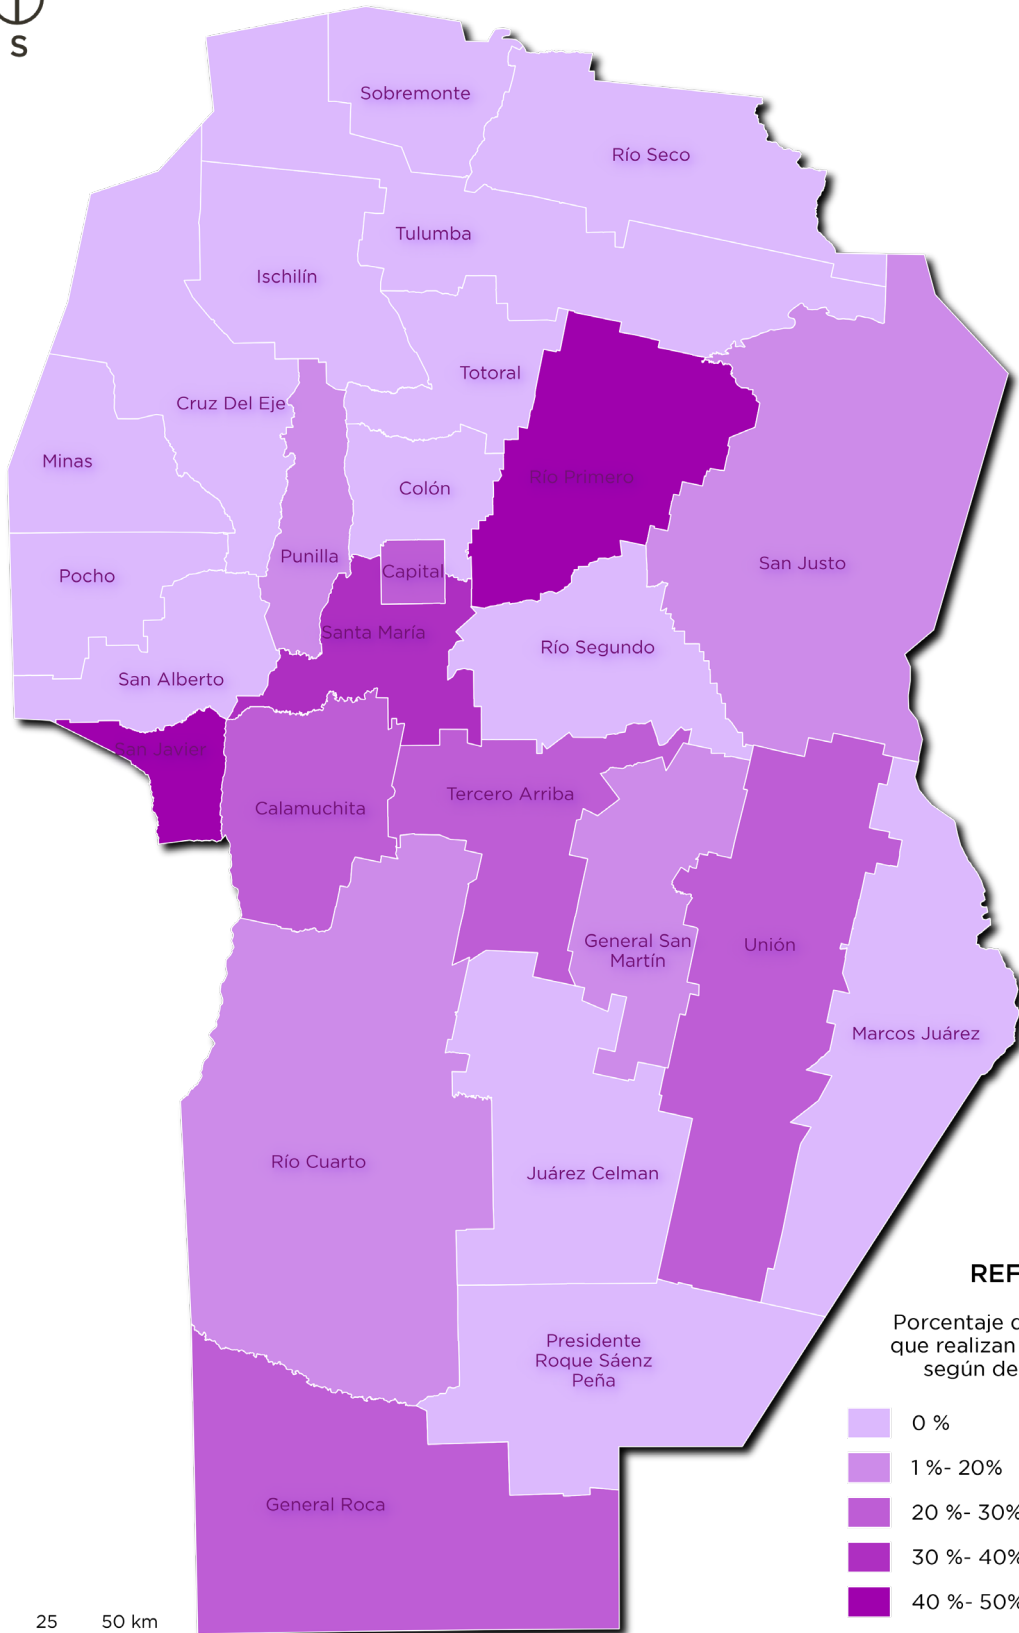 S
Sobremonte
Río Seco
Tulumba
Ischilín
Totoral
Cruz Del Eje
Minas
Río Primero
Colón
Punilla
Capital
San Justo
Pocho
Santa María
Río Segundo
San Alberto
San Javier
Tercero Arriba
Calamuchita
General San
Martín
Unión
Marcos Juárez
Río Cuarto
Juárez Celman
REF
Porcentaje
que realizan
según de
Presidente
Roque Sáenz
Peña
0 %
1 %- 20%
20 %- 30%
General Roca
30 %- 40%
40 %- 50%
25 50 km